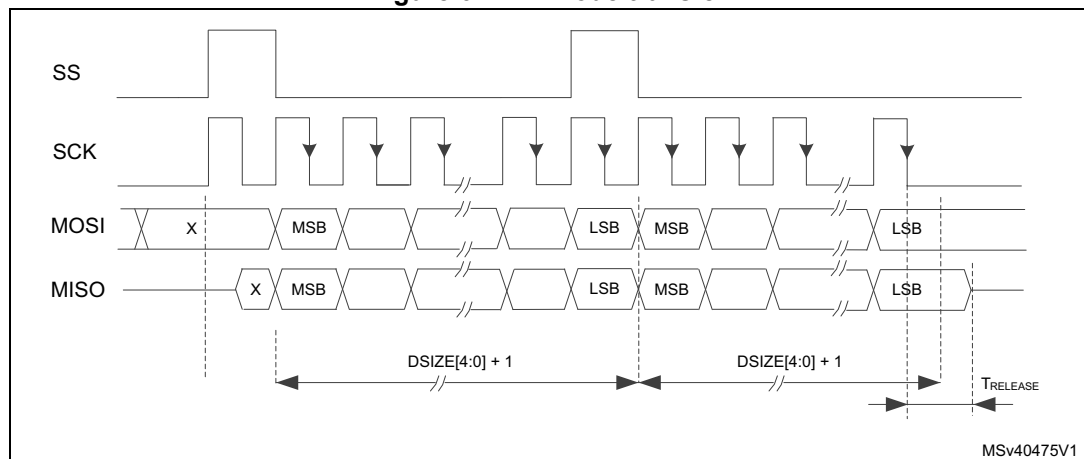 SS
SCK
MOSI X MSB LSB MSB LSB
MISO X MSB LSB MSB LSB
DSIZE[4:0] + 1 DSIZE[4:0] + 1
TRELEASE
MSv40475V1